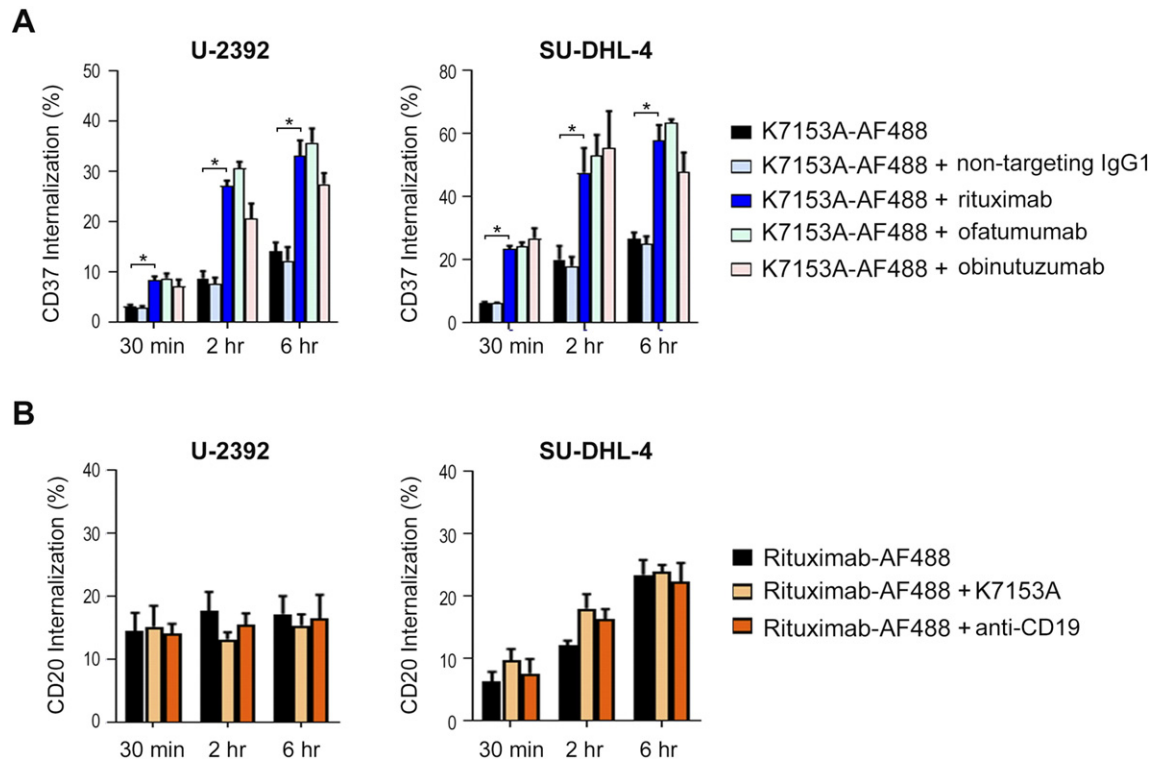 A
U-2392
SU-DHL-4
CD37 Internalization (%)
50
40
30
20
10
0
*
*
*
30 min
2 hr
6 hr
CD37 Internalization (%)
80
60
40
20
0
*
*
*
30 min
2 hr
6 hr
K7153A-AF488
K7153A-AF488 + non-targeting IgG1
K7153A-AF488 + rituximab
K7153A-AF488 + ofatumumab
K7153A-AF488 + obinutuzumab
B
U-2392
SU-DHL-4
CD20 Internalization (%)
40
30
20
10
0
30 min
2 hr
6 hr
CD20 Internalization (%)
40
30
20
10
0
30 min
2 hr
6 hr
Rituximab-AF488
Rituximab-AF488 + K7153A
Rituximab-AF488 + anti-CD19